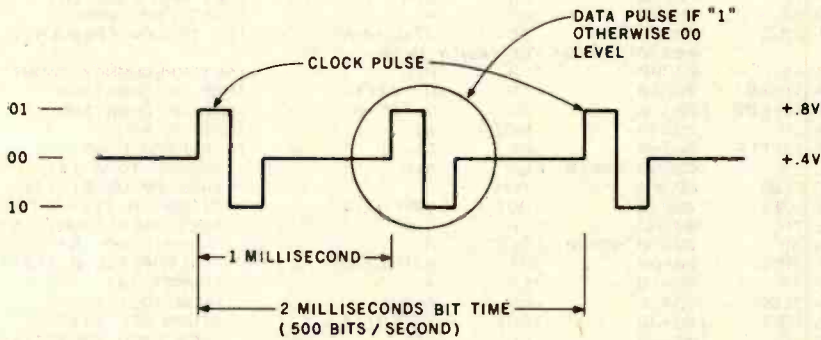 DATA PULSE IF "1"
OTHERWISE 00
LEVEL
CLOCK PULSE
01
+.8V
00
+.4V
10
1 MILLISECOND
2 MILLISECONDS BIT TIME
(500 BITS / SECOND)